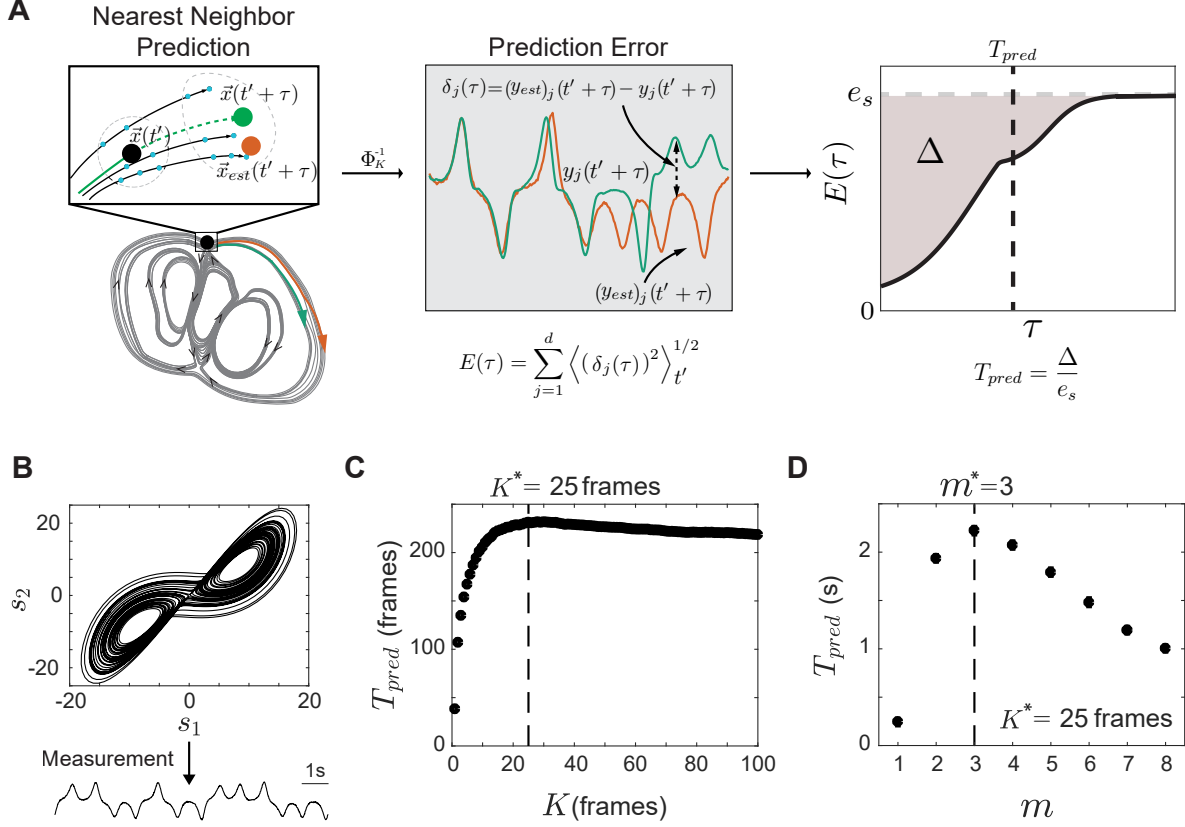 A
Nearest Neighbor
Prediction
x⃗(t′ + τ)
x⃗(t′)
x⃗_est(t′ + τ)
Φ_K^-1
Prediction Error
δ_j(τ)=(y_est)_j(t′ + τ) − y_j(t′ + τ)
y_j(t′ + τ)
(y_est)_j(t′ + τ)
E(τ) = ∑_{j=1}^{d} ⟨(δ_j(τ))^2⟩_{t′}^{1/2}
T_pred
e_s
Δ
E(τ)
0
τ
T_pred = Δ/e_s
B
20
0
-20
s_2
-20 0 20
s_1
Measurement
1s
C
K^* = 25 frames
200
100
0
T_pred (frames)
0 20 40 60 80 100
K (frames)
D
m^*=3
2
1
0
T_pred (s)
K^* = 25 frames
1 2 3 4 5 6 7 8
m